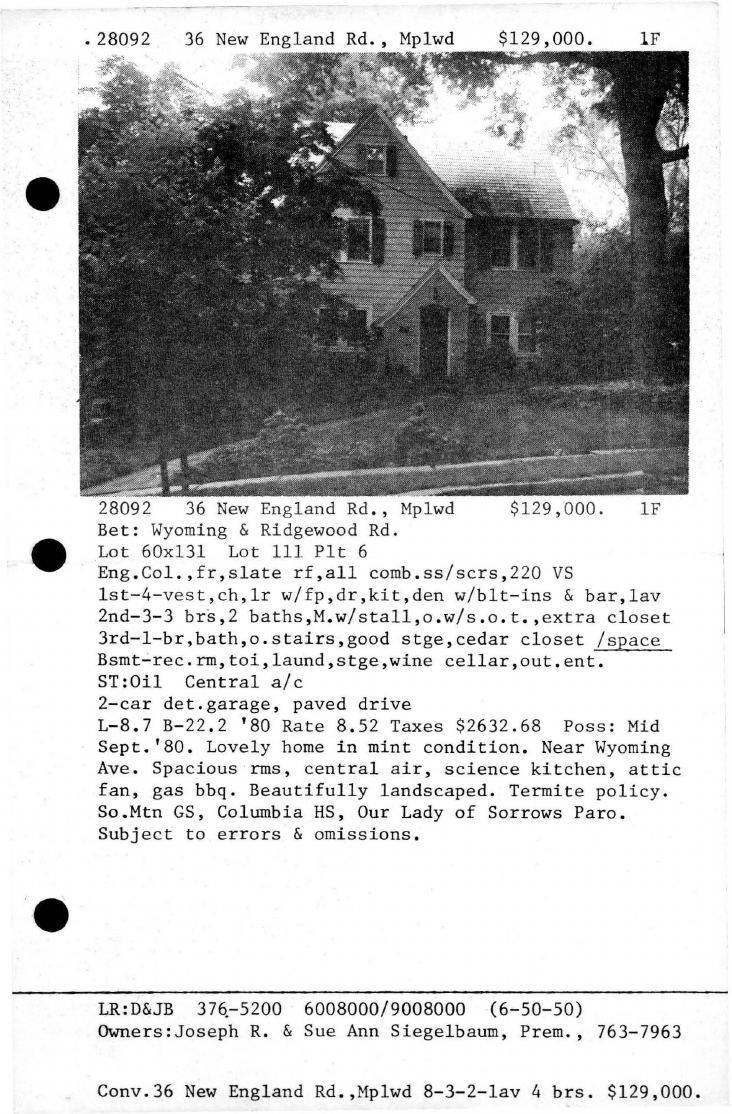 28092 36 New England Rd., Mplwd $129,000. 1F
28092 36 New England Rd., Mplwd $129,000. 1F
Bet: Wyoming & Ridgewood Rd.
Lot 60x131 Lot 111 Plt 6
Eng.Col.,fr,slate rf,all comb.ss/scrs,220 VS
1st-4-vest,ch,lr w/fp,dr,kit,den w/blt-ins & bar,lav
2nd-3-3 brs,2 baths,M.w/stall,o.w/s.o.t.,extra closet
3rd-1-br,bath,o.stairs,good stge,cedar closet /space
Bsmt-rec.rm,toi,laund,stge,wine cellar,out.ent.
ST:Oil Central a/c
2-car det.garage, paved drive
L-8.7 B-22.2 '80 Rate 8.52 Taxes $2632.68 Poss: Mid
Sept.'80. Lovely home in mint condition. Near Wyoming
Ave. Spacious rms, central air, science kitchen, attic
fan, gas bbq. Beautifully landscaped. Termite policy.
So.Mtn GS, Columbia HS, Our Lady of Sorrows Paro.
Subject to errors & omissions.
LR:D&JB 376-5200 6008000/9008000 (6-50-50)
Owners:Joseph R. & Sue Ann Siegelbaum, Prem., 763-7963
Conv.36 New England Rd.,Mplwd 8-3-2-lav 4 brs. $129,000.